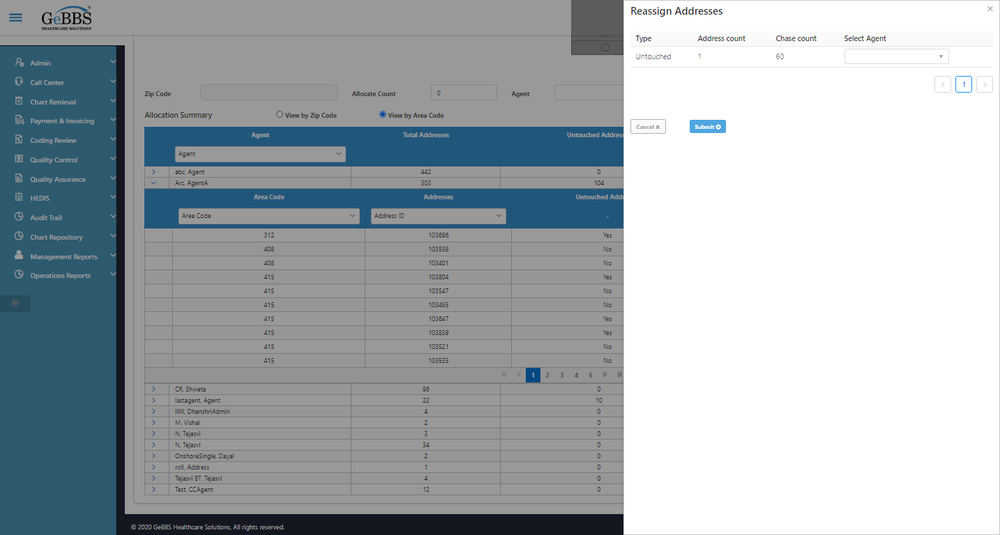 GeBBS
HEALTHCARE SOLUTIONS
Admin
Call Center
Chart Retrieval
Payment & Invoicing
Coding Review
Quality Control
Quality Assurance
HEDIS
Audit Trail
Chart Repository
Management Reports
Operations Reports
Zip Code Allocate Count 0 Agent
Allocation Summary View by Zip Code View by Area Code
Agent Total Addresses Untouched Address
Agent
abc, Agent 442 0
Arc, AgentA 303 104
Area Code Addresses Untouched Addr
Area Code Address ID -
312 103686 Yes
408 103558 No
408 103401 No
415 103804 Yes
415 103547 No
415 103455 No
415 103647 Yes
415 103839 Yes
415 103521 No
415 103535 No
1 2 3 4 5
CR, Shweta 96 0
lastagent, Agent 22 10
DhanshriAdmin 4 0
M, Vishal 2 0
N, Tejasvi 3 0
N, Tejasvi 34 0
OnshoreSingle, Dayal 2 0
roll, Address 1 0
Tejasvi BT, Tejasvi 4 0
Test, CCAgent 12 0
© 2020 GeBBS Healthcare Solutions, All rights reserved.
Reassign Addresses
Type Address count Chase count Select Agent
Untouched 1 60
< 1 >
Cancel Submit